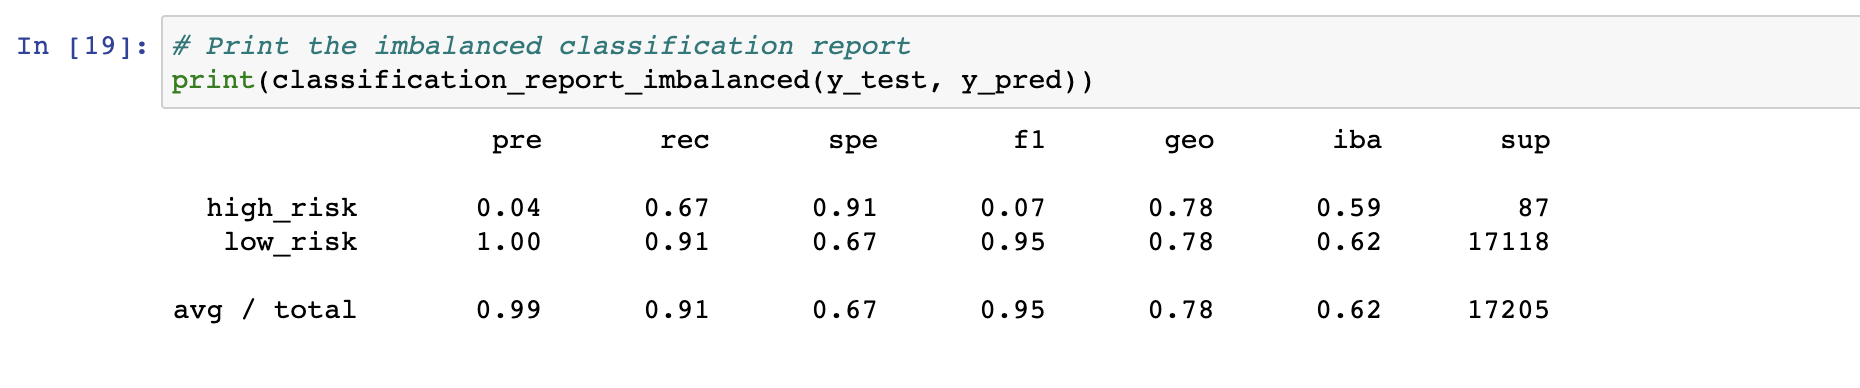 In [19]: # Print the imbalanced classification report
print(classification_report_imbalanced(y_test, y_pred))
pre rec spe f1 geo iba sup
high_risk 0.04 0.67 0.91 0.07 0.78 0.59 87
low_risk 1.00 0.91 0.67 0.95 0.78 0.62 17118
avg / total 0.99 0.91 0.67 0.95 0.78 0.62 17205